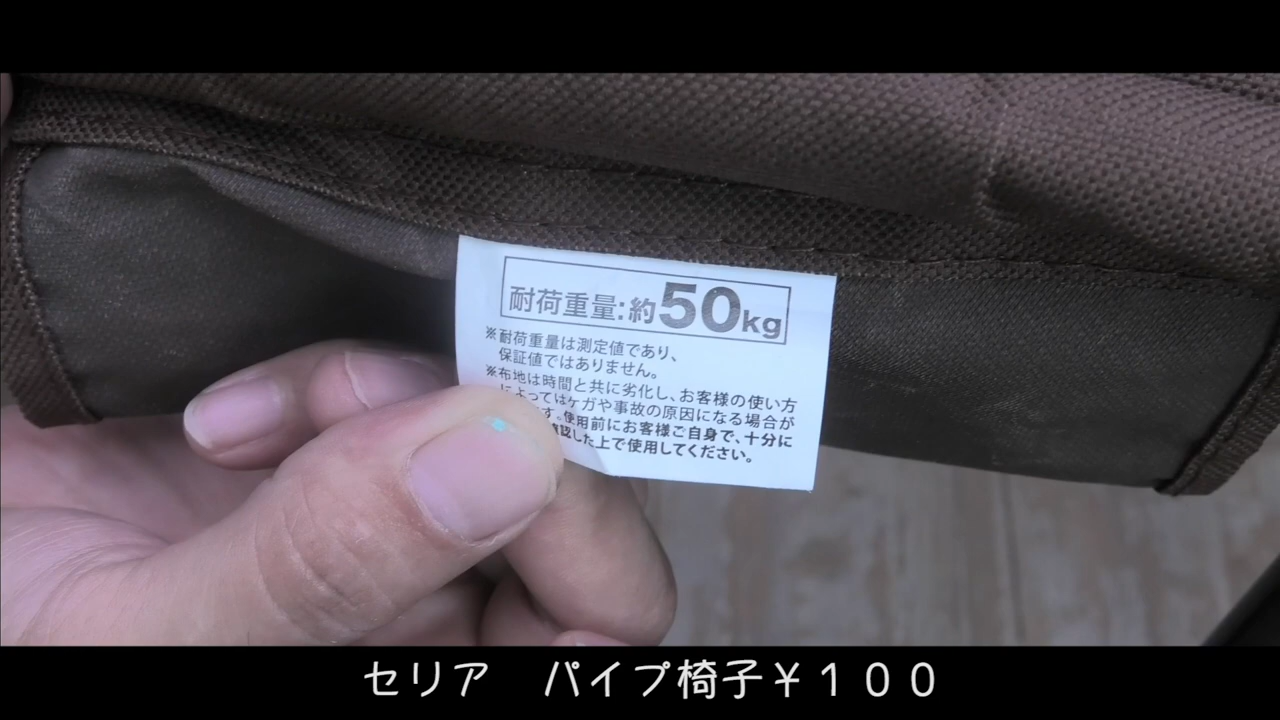 耐荷重量:約50kg
※耐荷重量は測定値であり、
保証値ではありません。
※布地は時間と共に劣化し、お客様の使い方
によってはケガや事故の原因になる場合が
す。使用前にお客様ご自身で、十分に
確認した上で使用してください。
セリア パイプ椅子¥100